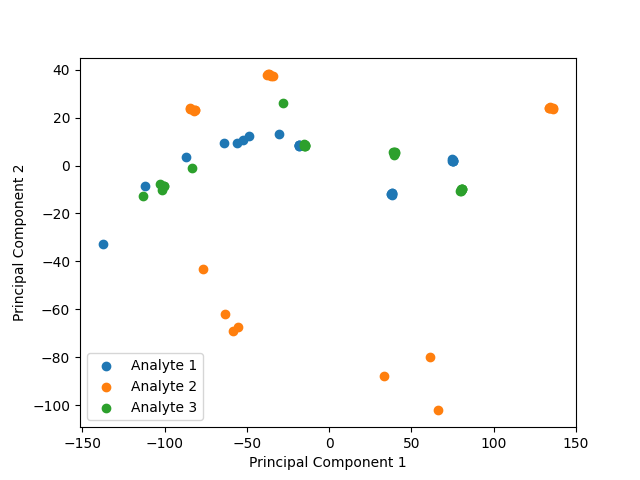 40
20
0
−20
−40
−60
−80
−100
Principal Component 2
Analyte 1
Analyte 2
Analyte 3
−150 −100 −50 0 50 100 150
Principal Component 1